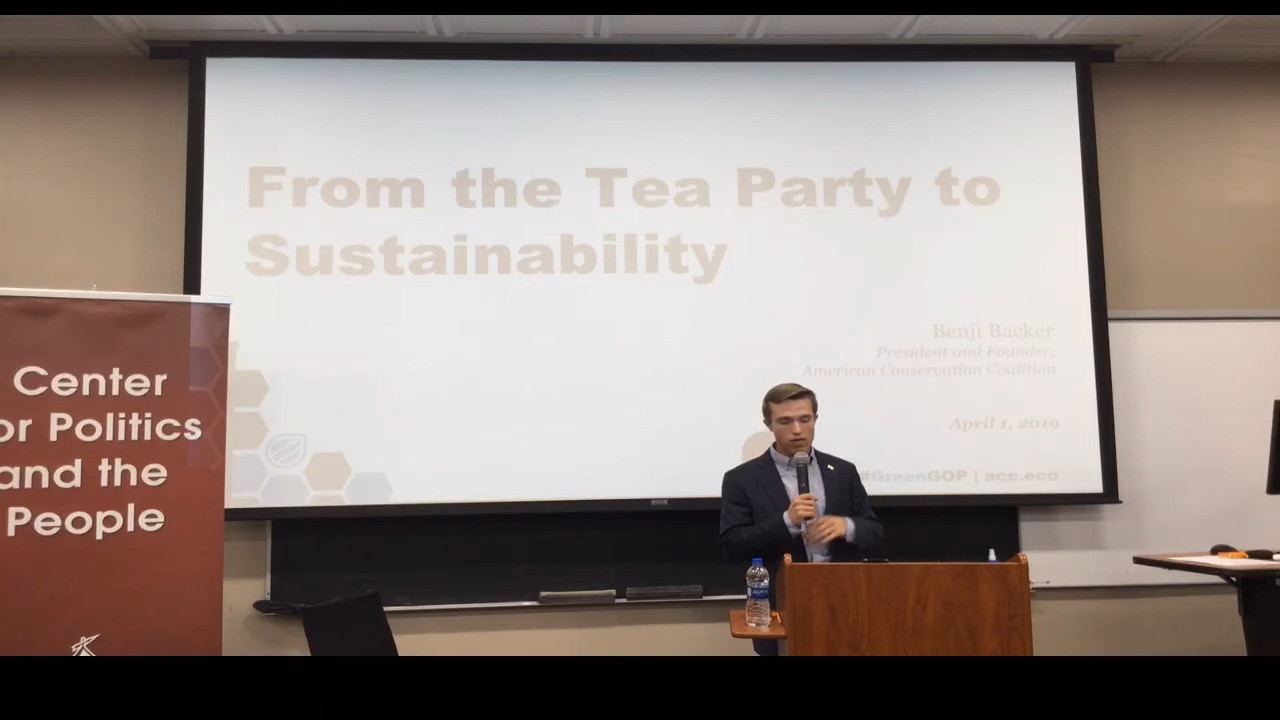 From the Tea Party to
Sustainability
Benji Backer
President and Founder,
American Conservation Coalition
April 1, 2019
#GreenGOP | acc.eco
Center
or Politics
and the
People